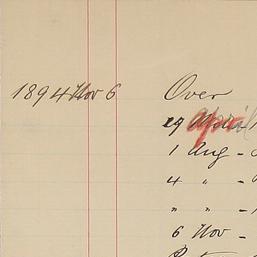 1894 Nov 6 Over
29 April
1 Aug -
4 " -
" " -
6 Nov -